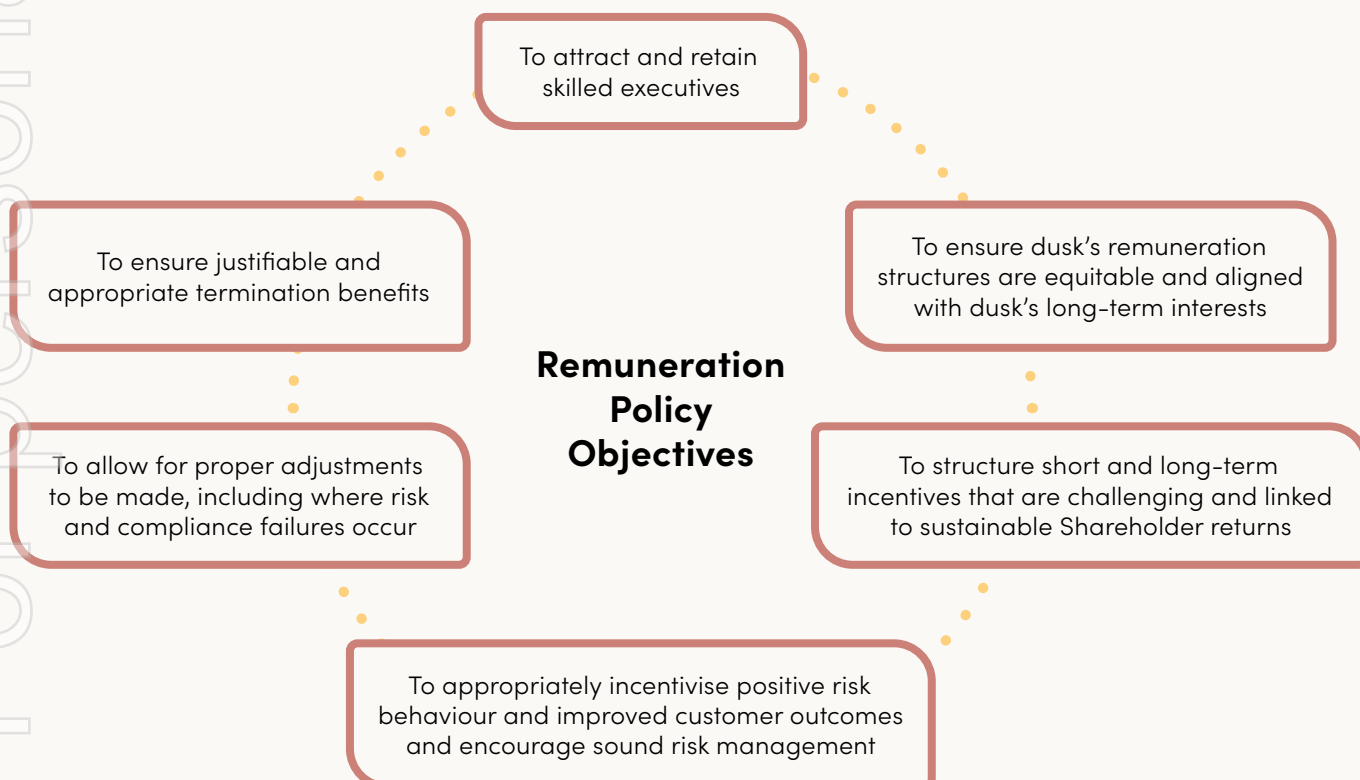 To attract and retain
skilled executives
To ensure justifiable and
appropriate termination benefits
To ensure dusk’s remuneration
structures are equitable and aligned
with dusk’s long-term interests
Remuneration
Policy
Objectives
To allow for proper adjustments
to be made, including where risk
and compliance failures occur
To structure short and long-term
incentives that are challenging and linked
to sustainable Shareholder returns
To appropriately incentivise positive risk
behaviour and improved customer outcomes
and encourage sound risk management